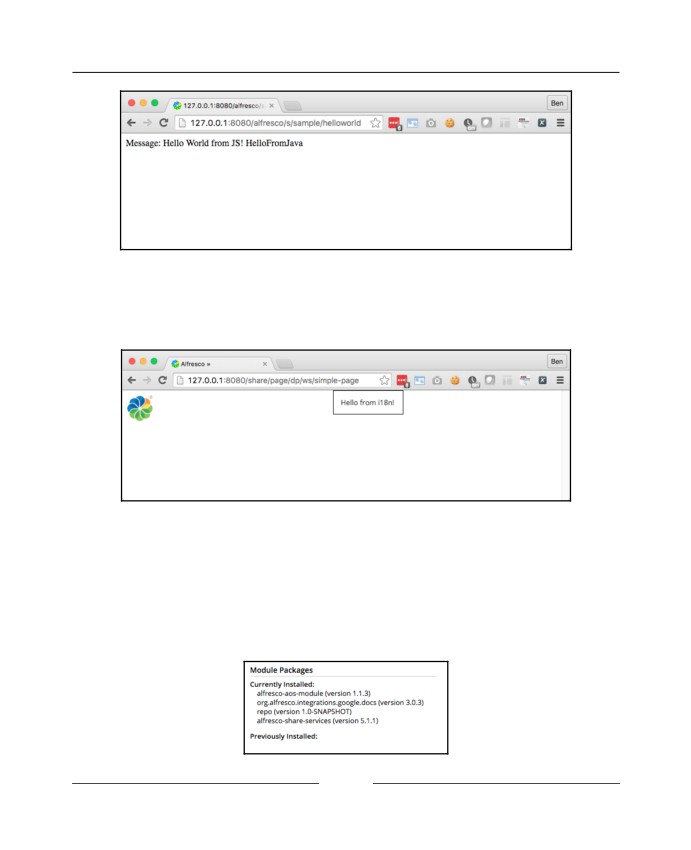 127.0.0.1:8080/alfresco/s
Ben
127.0.0.1:8080/alfresco/s/sample/helloworld
Message: Hello World from JS! HelloFromJava
Alfresco »
Ben
127.0.0.1:8080/share/page/dp/ws/simple-page
Hello from i18n!
Module Packages
Currently Installed:
alfresco-aos-module (version 1.1.3)
org.alfresco.integrations.google.docs (version 3.0.3)
repo (version 1.0-SNAPSHOT)
alfresco-share-services (version 5.1.1)
Previously Installed: